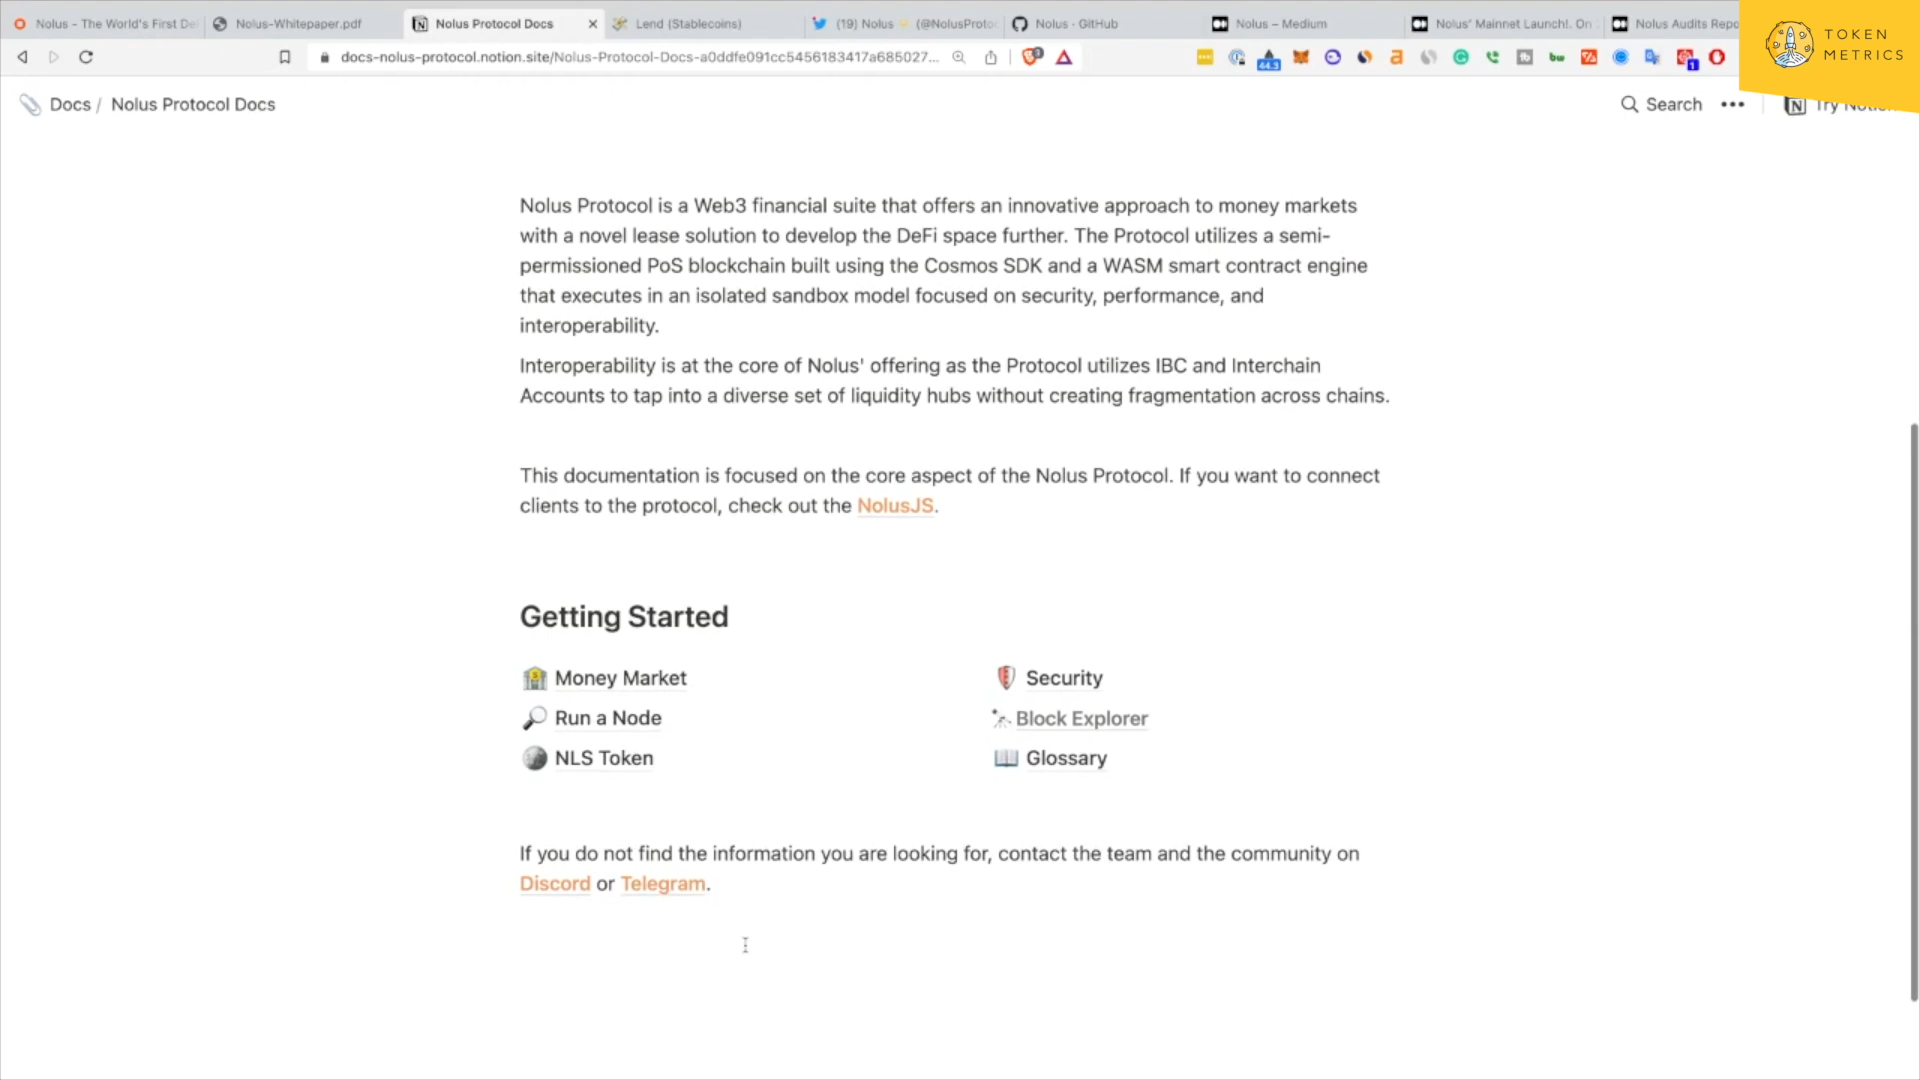 Nolus - The World's First De
Nolus-Whitepaper.pdf
Nolus Protocol Docs
Lend (Stablecoins)
(19) Nolus (@NolusProto
Nolus · GitHub
Nolus – Medium
Nolus' Mainnet Launch!. On
Nolus Audits Repo
docs-nolus-protocol.notion.site/Nolus-Protocol-Docs-a0ddfe091cc5456183417a685027...
44.3
1
TOKEN
METRICS
Docs / Nolus Protocol Docs
Search
Try Notion
Nolus Protocol is a Web3 financial suite that offers an innovative approach to money markets
with a novel lease solution to develop the DeFi space further. The Protocol utilizes a semi-
permissioned PoS blockchain built using the Cosmos SDK and a WASM smart contract engine
that executes in an isolated sandbox model focused on security, performance, and
interoperability.
Interoperability is at the core of Nolus' offering as the Protocol utilizes IBC and Interchain
Accounts to tap into a diverse set of liquidity hubs without creating fragmentation across chains.
This documentation is focused on the core aspect of the Nolus Protocol. If you want to connect
clients to the protocol, check out the NolusJS.
Getting Started
Money Market
Run a Node
NLS Token
Security
Block Explorer
Glossary
If you do not find the information you are looking for, contact the team and the community on
Discord or Telegram.